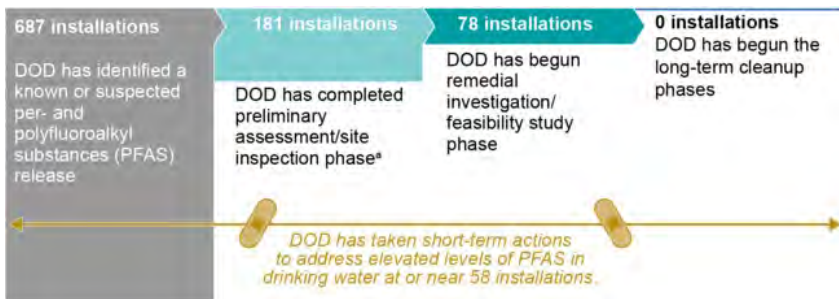 687 installations
DOD has identified a
known or suspected
per- and
polyfluoroalkyl
substances (PFAS)
release
181 installations
DOD has completed
preliminary
assessment/site
inspection phaseᵃ
78 installations
DOD has begun
remedial
investigation/
feasibility study
phase
0 installations
DOD has begun the
long-term cleanup
phases
DOD has taken short-term actions
to address elevated levels of PFAS in
drinking water at or near 58 installations.